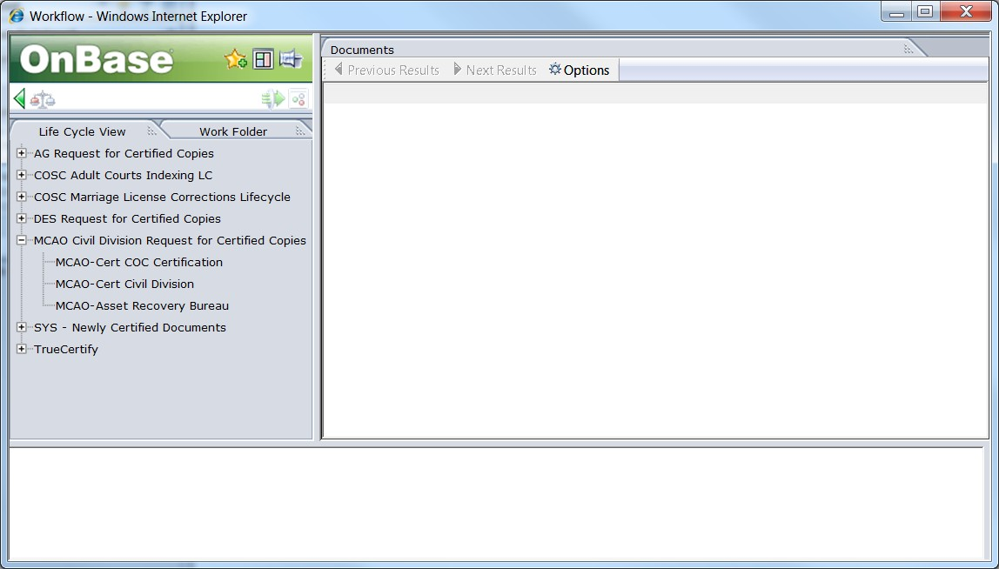 Workflow - Windows Internet Explorer
OnBase
Life Cycle View
Work Folder
AG Request for Certified Copies
COSC Adult Courts Indexing LC
COSC Marriage License Corrections Lifecycle
DES Request for Certified Copies
MCAO Civil Division Request for Certified Copies
MCAO-Cert COC Certification
MCAO-Cert Civil Division
MCAO-Asset Recovery Bureau
SYS - Newly Certified Documents
TrueCertify
Documents
Previous Results Next Results Options